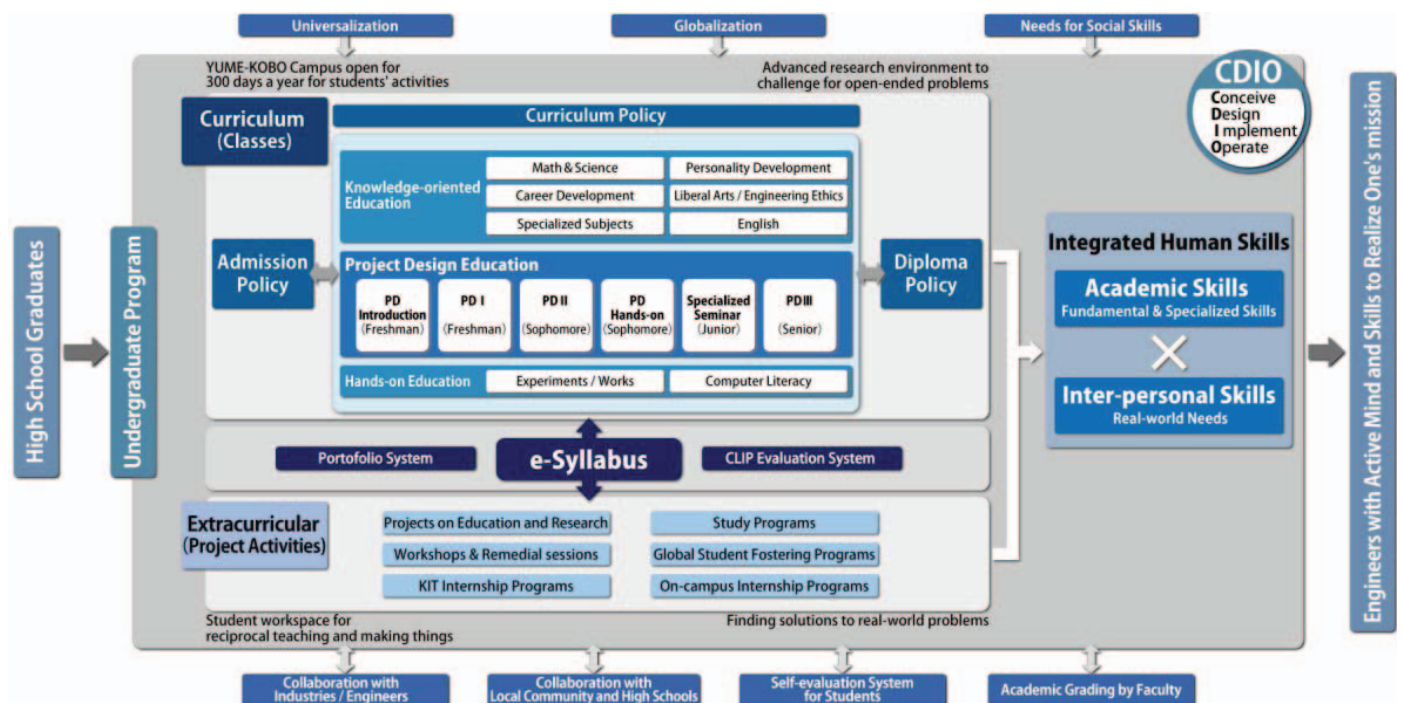 Universalization
Globalization
Needs for Social Skills
YUME-KOBO Campus open for
300 days a year for students' activities
Advanced research environment to
challenge for open-ended problems
CDIO
Conceive
Design
Implement
Operate
Curriculum
(Classes)
Curriculum Policy
Knowledge-oriented
Education
Math & Science
Personality Development
Career Development
Liberal Arts / Engineering Ethics
Specialized Subjects
English
High School Graduates
Undergraduate Program
Admission
Policy
Project Design Education
PD
Introduction
(Freshman)
PD I
(Freshman)
PD II
(Sophomore)
PD
Hands-on
(Sophomore)
Specialized
Seminar
(Junior)
PD III
(Senior)
Diploma
Policy
Hands-on Education
Experiments / Works
Computer Literacy
Integrated Human Skills
Academic Skills
Fundamental & Specialized Skills
Inter-personal Skills
Real-world Needs
Engineers with Active Mind and Skills to Realize One's mission
Portofolio System
e-Syllabus
CLIP Evaluation System
Extracurricular
(Project Activities)
Projects on Education and Research
Study Programs
Workshops & Remedial sessions
Global Student Fostering Programs
KIT Internship Programs
On-campus Internship Programs
Student workspace for
reciprocal teaching and making things
Finding solutions to real-world problems
Collaboration with
Industries / Engineers
Collaboration with
Local Community and High Schools
Self-evaluation System
for Students
Academic Grading by Faculty